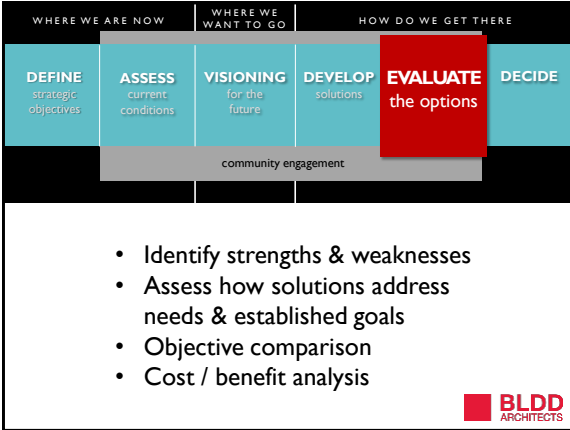 WHERE WE ARE NOW
WHERE WE
WANT TO GO
HOW DO WE GET THERE
DEFINE
strategic
objectives
ASSESS
current
conditions
VISIONING
for the
future
DEVELOP
solutions
EVALUATE
the options
DECIDE
community engagement
• Identify strengths & weaknesses
• Assess how solutions address
needs & established goals
• Objective comparison
• Cost / benefit analysis
BLDD
ARCHITECTS